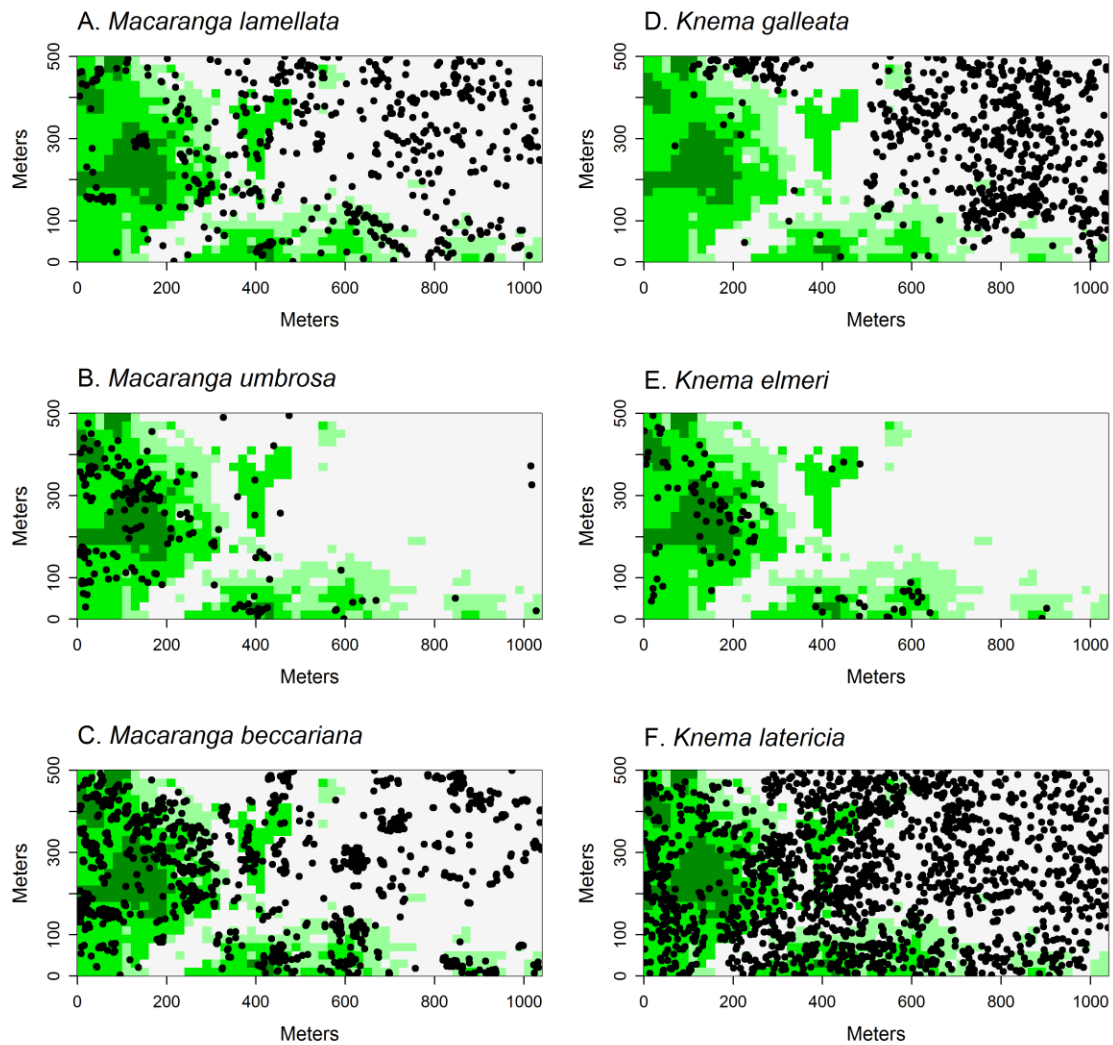 A. Macaranga lamellata
500
300
100
0
Meters
0 200 400 600 800 1000
Meters
D. Knema galleata
500
300
100
0
Meters
0 200 400 600 800 1000
Meters
B. Macaranga umbrosa
500
300
100
0
Meters
0 200 400 600 800 1000
Meters
E. Knema elmeri
500
300
100
0
Meters
0 200 400 600 800 1000
Meters
C. Macaranga beccariana
500
300
100
0
Meters
0 200 400 600 800 1000
Meters
F. Knema latericia
500
300
100
0
Meters
0 200 400 600 800 1000
Meters